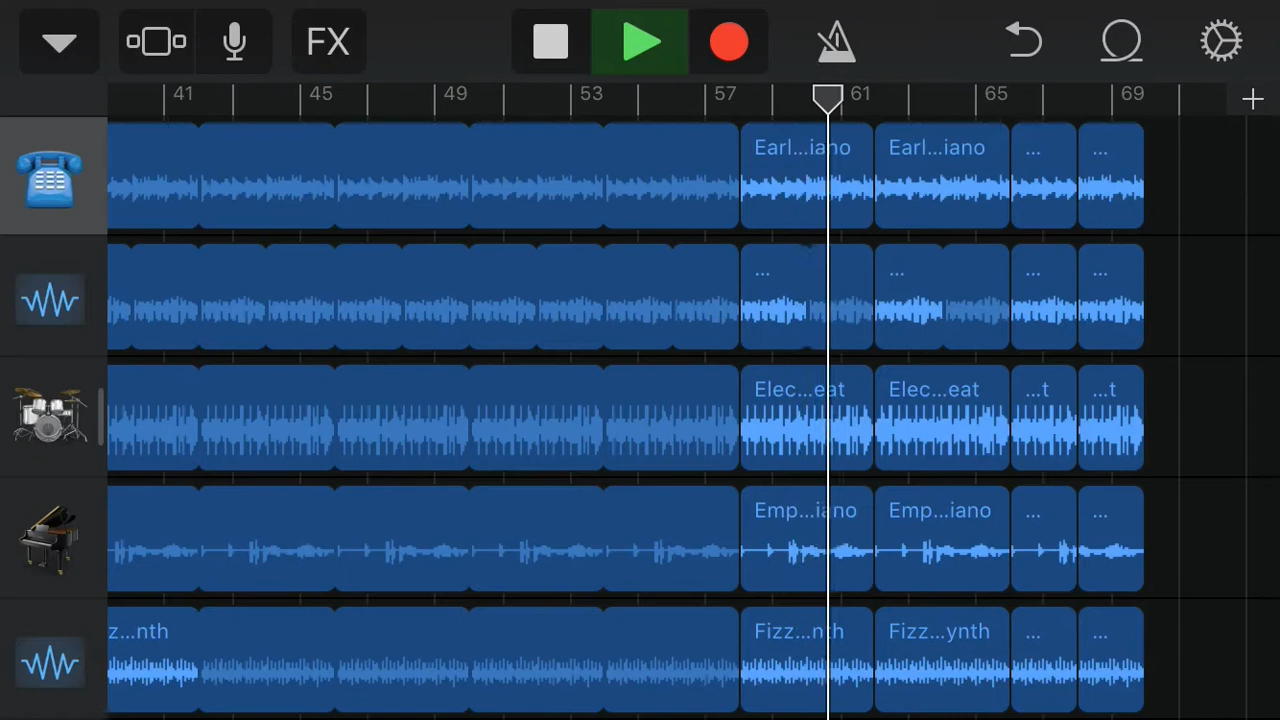 FX
41 45 49 53 57 61 65 69
Earl...iano Earl...iano ... ...
... ... ... ...
Elec...eat Elec...eat ...t ...t
Emp...iano Emp...iano ... ...
z...nth Fizz...nth Fizz...ynth ... ...